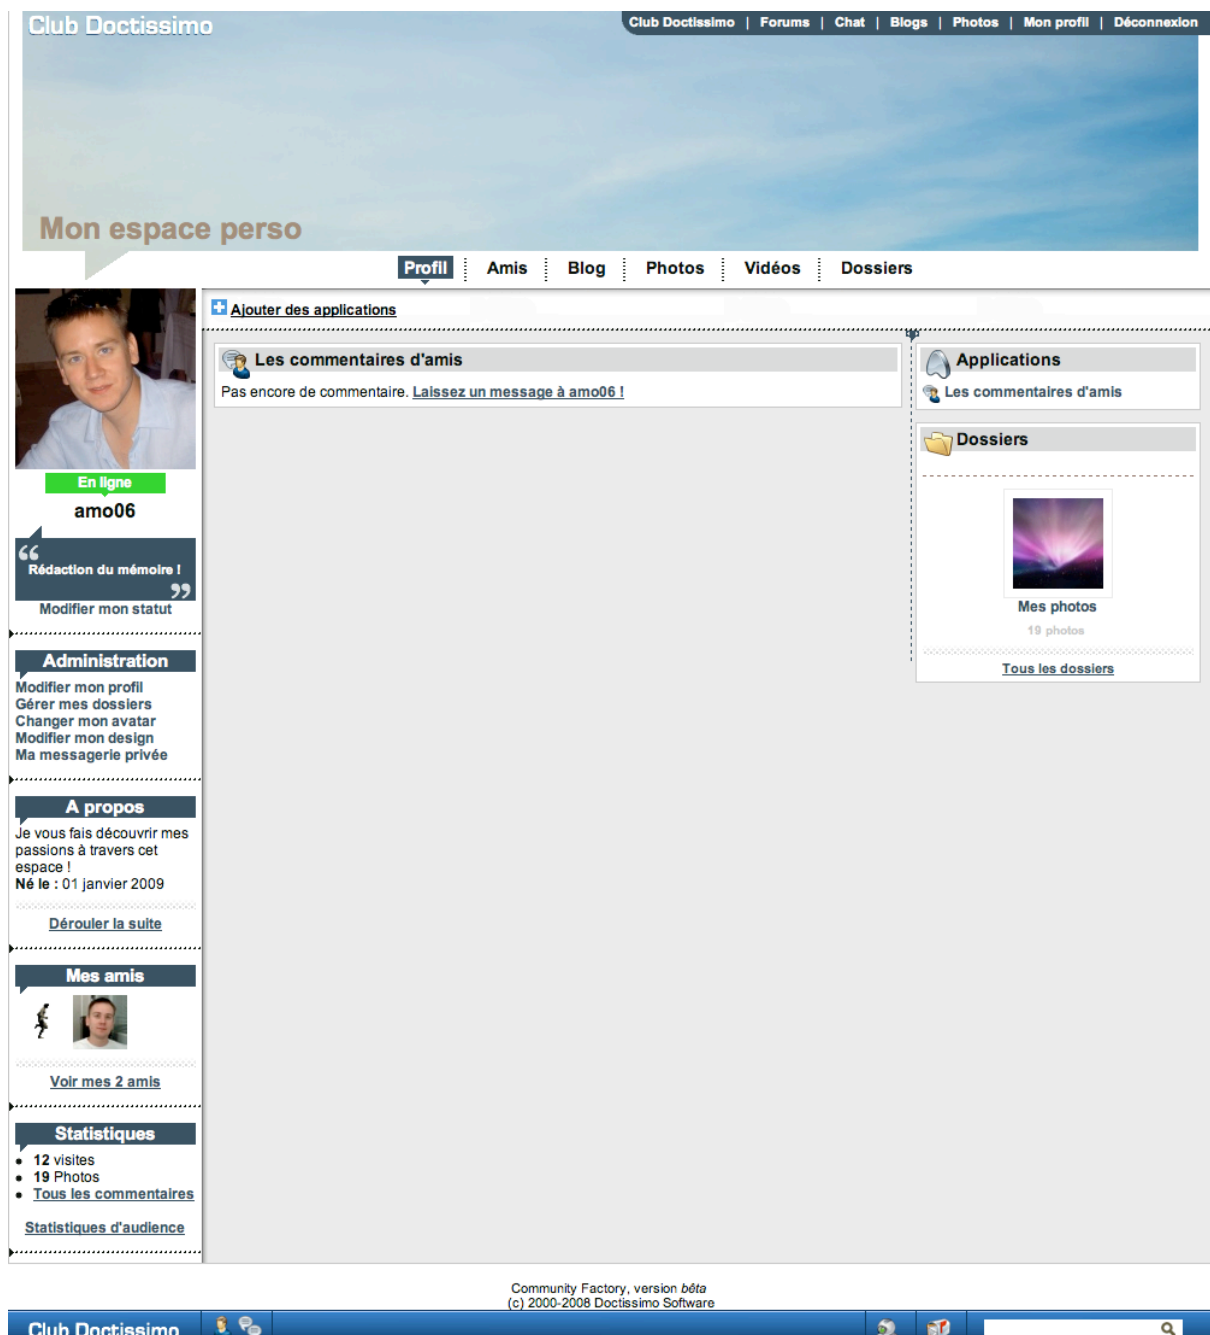 Club Doctissimo
Club Doctissimo | Forums | Chat | Blogs | Photos | Mon profil | Déconnexion
Mon espace perso
Profil Amis Blog Photos Vidéos Dossiers
Ajouter des applications
Les commentaires d'amis
Pas encore de commentaire. Laissez un message à amo06 !
Applications
Les commentaires d'amis
Dossiers
Mes photos
19 photos
Tous les dossiers
En ligne
amo06
“ Rédaction du mémoire ! ”
Modifier mon statut
Administration
Modifier mon profil
Gérer mes dossiers
Changer mon avatar
Modifier mon design
Ma messagerie privée
A propos
Je vous fais découvrir mes
passions à travers cet
espace !
Né le : 01 janvier 2009
Dérouler la suite
Mes amis
Voir mes 2 amis
Statistiques
• 12 visites
• 19 Photos
• Tous les commentaires
Statistiques d'audience
Community Factory, version bêta
(c) 2000-2008 Doctissimo Software
Club Doctissimo